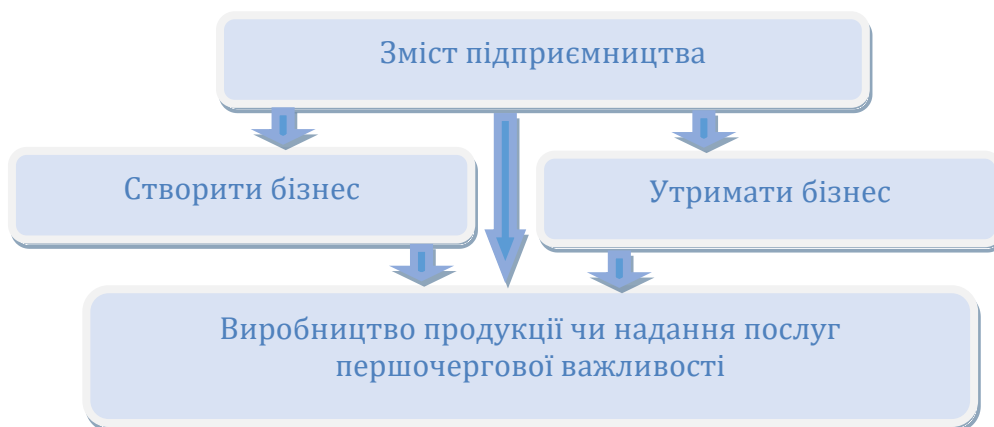 Зміст підприємництва
Створити бізнес
Утримати бізнес
Виробництво продукції чи надання послуг
першочергової важливості